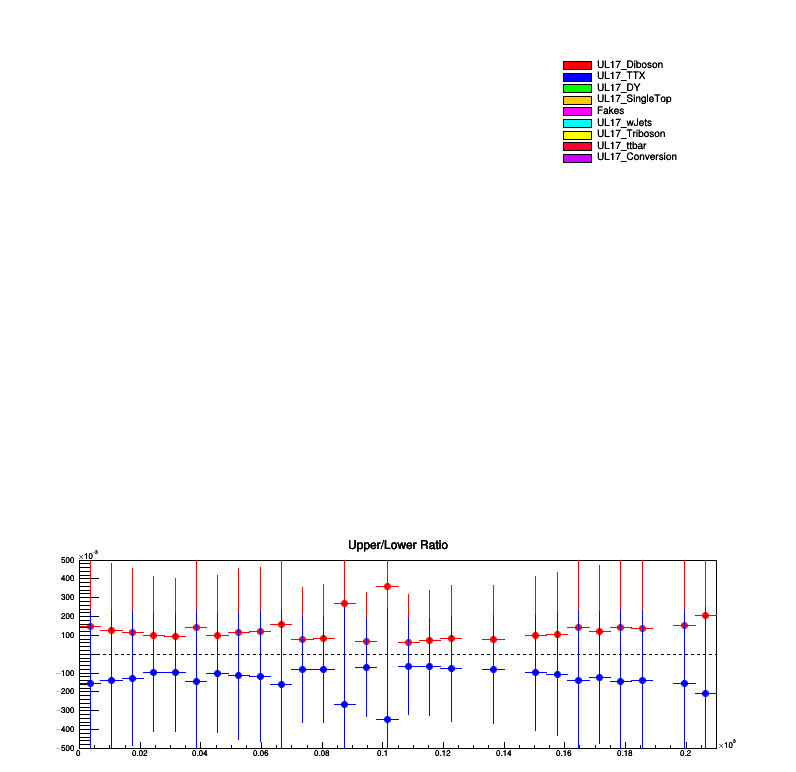 UL17_Diboson
UL17_TTX
UL17_DY
UL17_SingleTop
Fakes
UL17_wJets
UL17_Triboson
UL17_ttbar
UL17_Conversion
Upper/Lower Ratio
×10⁻³
500
400
300
200
100
−100
−200
−300
−400
−500
0 0.02 0.04 0.06 0.08 0.1 0.12 0.14 0.16 0.18 0.2
×10³